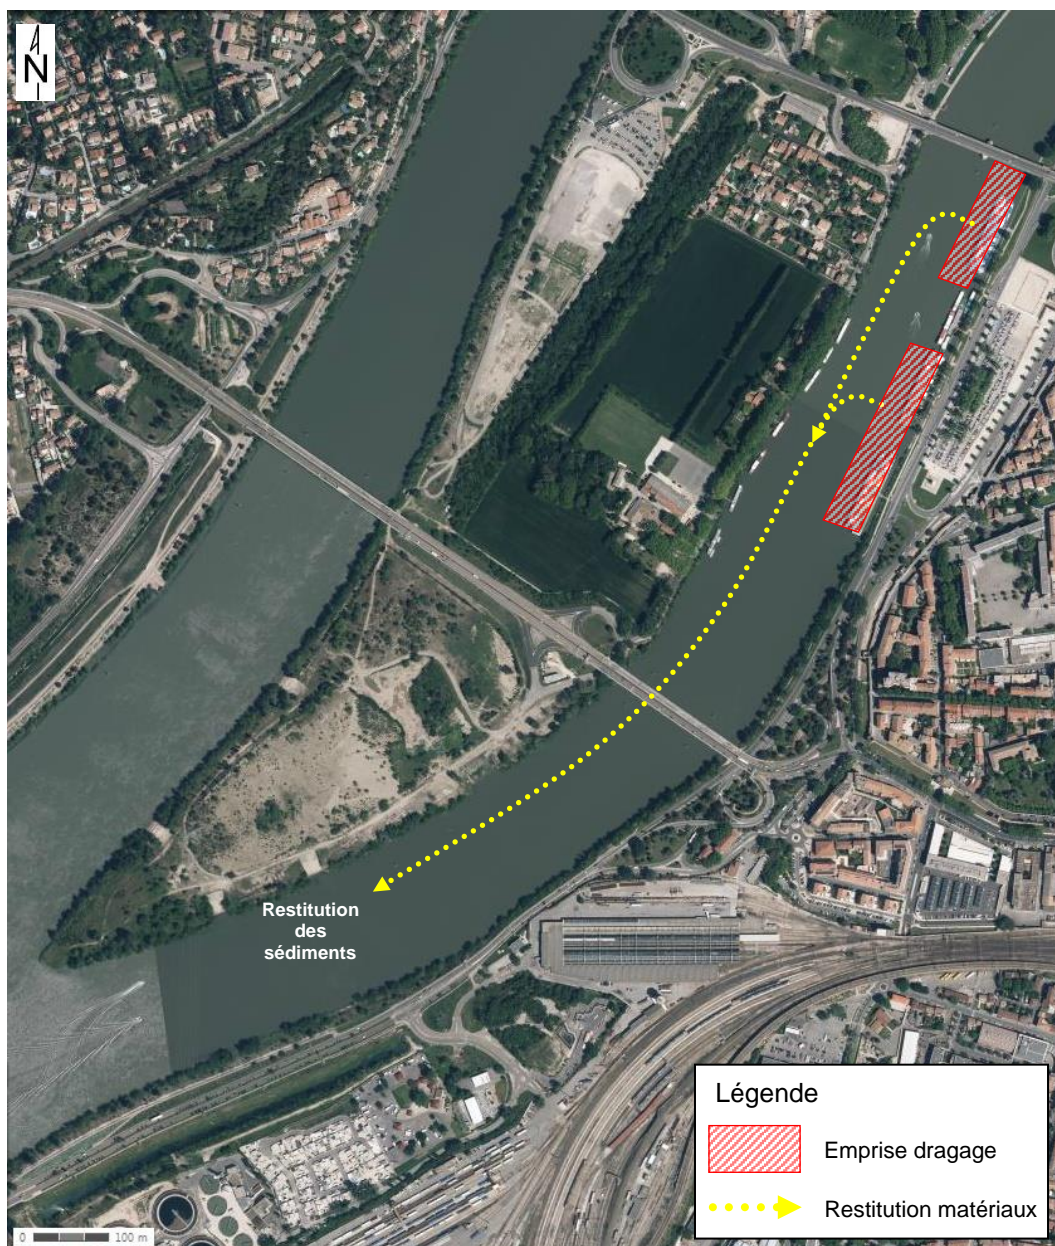 N
Restitution
des
sédiments
Légende
Emprise dragage
Restitution matériaux
0 100 m